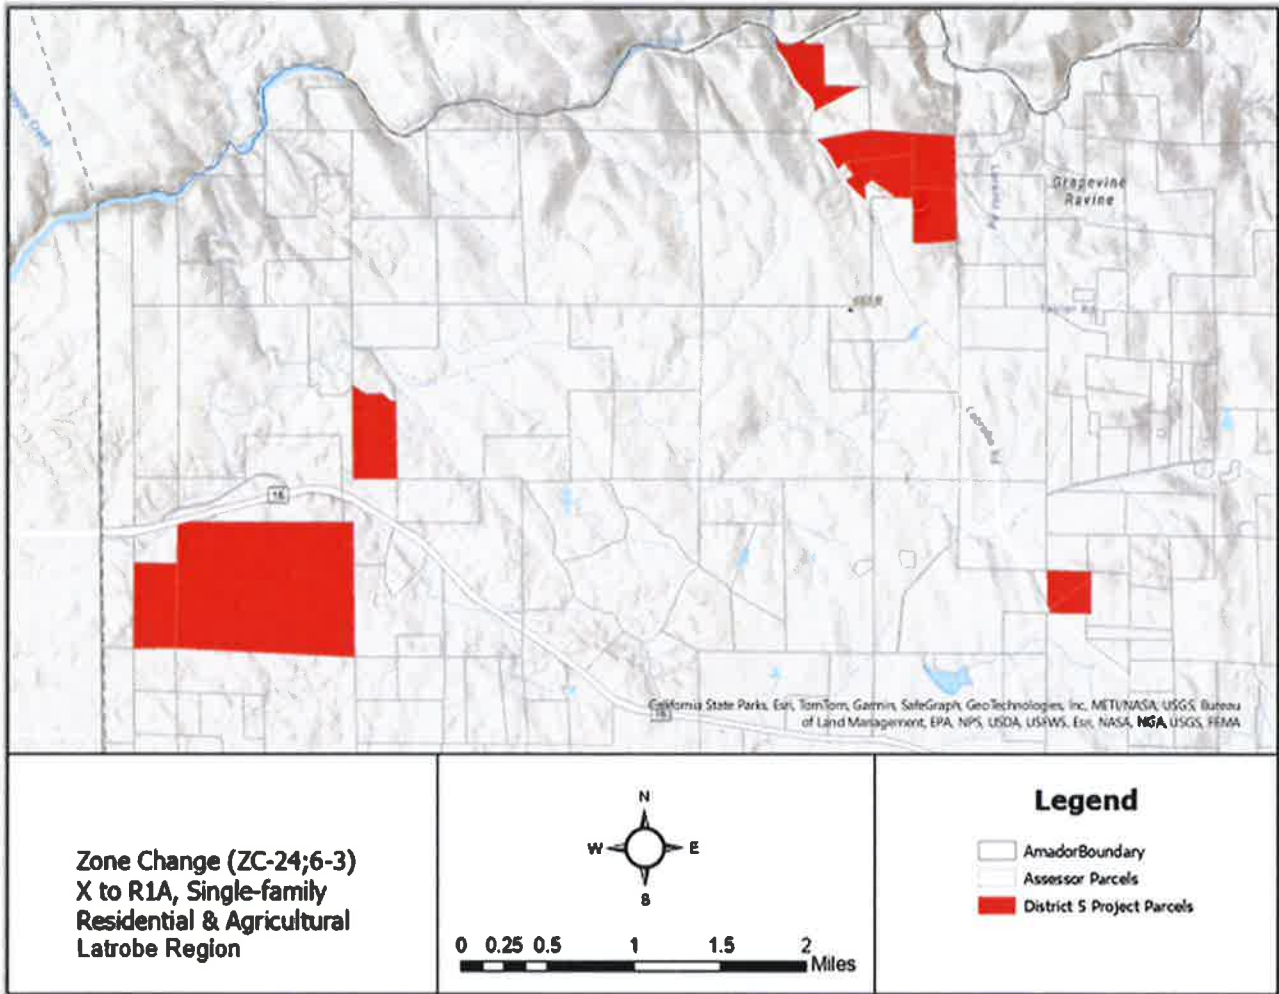 Grapevine
Ravine
Latrobe Rd
16
California State Parks, Esri, TomTom, Garmin, SafeGraph, GeoTechnologies, Inc, METI/NASA, USGS, Bureau
of Land Management, EPA, NPS, USDA, USFWS, Esri, NASA, NGA, USGS, FEMA
Zone Change (ZC-24;6-3)
X to R1A, Single-family
Residential & Agricultural
Latrobe Region
N
W E
S
0 0.25 0.5 1 1.5 2
Miles
Legend
AmadorBoundary
Assessor Parcels
District 5 Project Parcels